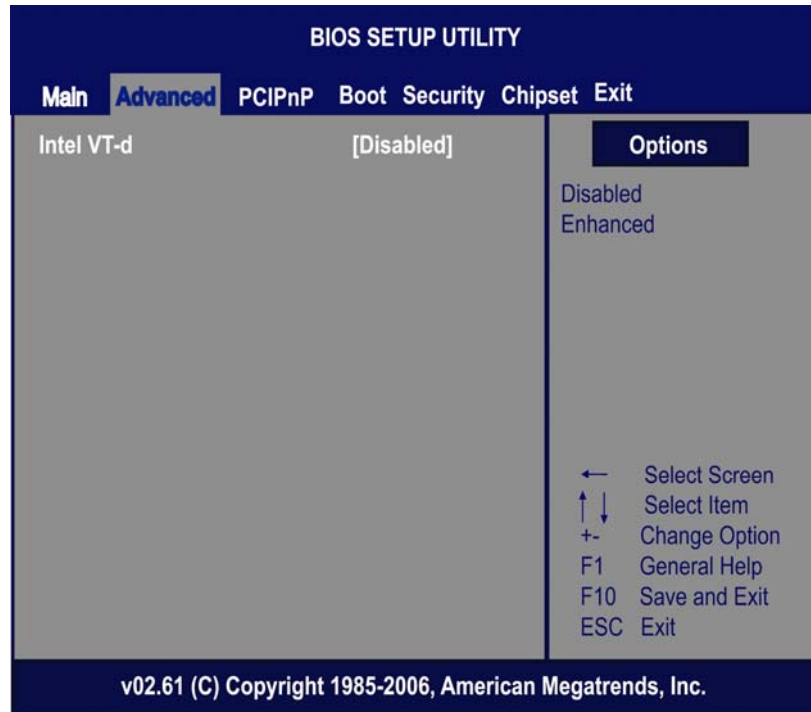 BIOS SETUP UTILITY
Main Advanced PCIPnP Boot Security Chipset Exit
Intel VT-d [Disabled]
Options
Disabled
Enhanced
← Select Screen
↑↓ Select Item
+- Change Option
F1 General Help
F10 Save and Exit
ESC Exit
v02.61 (C) Copyright 1985-2006, American Megatrends, Inc.